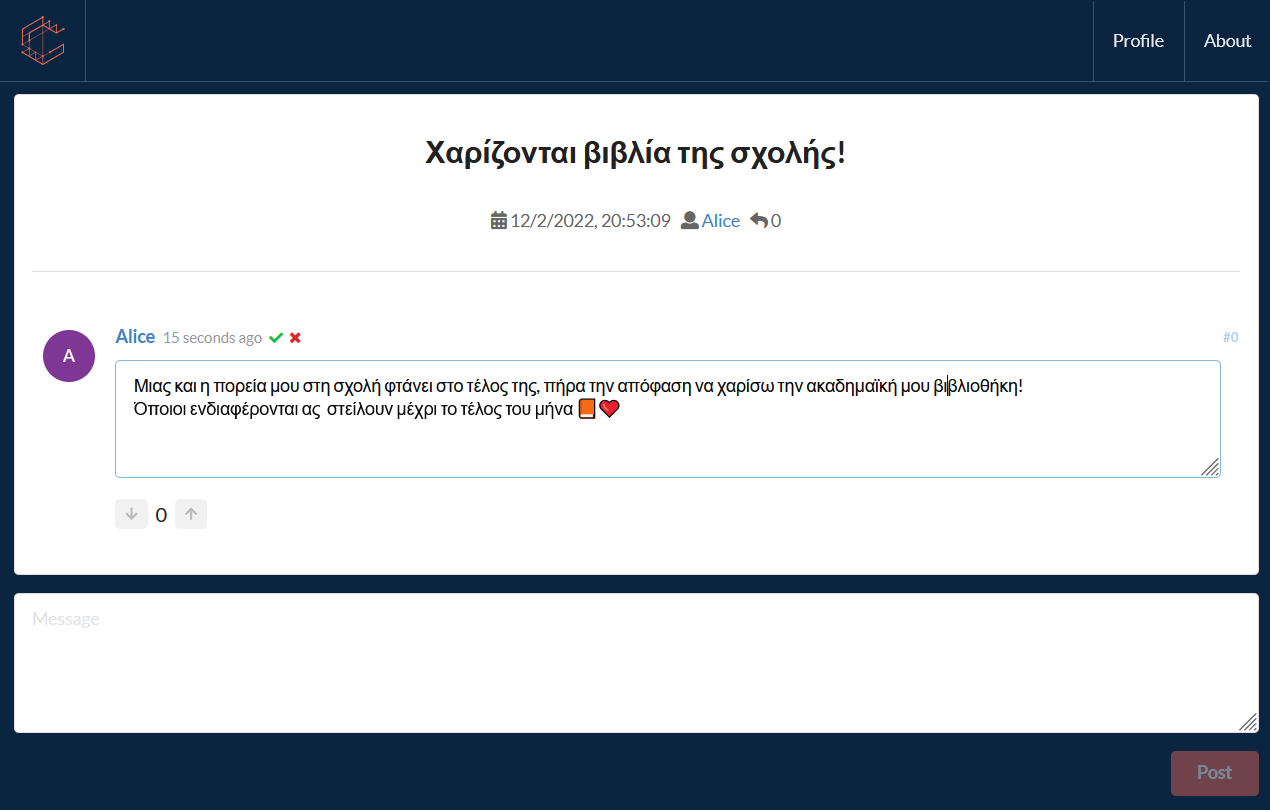 Profile
About
Χαρίζονται βιβλία της σχολής!
12/2/2022, 20:53:09 Alice 0
A
Alice 15 seconds ago
#0
Μιας και η πορεία μου στη σχολή φτάνει στο τέλος της, πήρα την απόφαση να χαρίσω την ακαδημαϊκή μου βιβλιοθήκη!
Όποιοι ενδιαφέρονται ας  στείλουν μέχρι το τέλος του μήνα 📙❤️
0
Message
Post